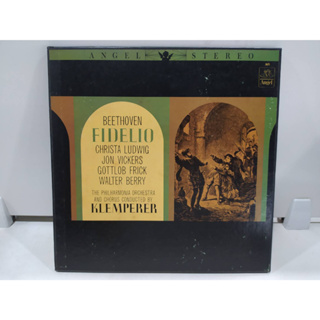 ANGEL STEREO
Angel
BEETHOVEN
FIDELIO
CHRISTA LUDWIG
JON VICKERS
GOTTLOB FRICK
WALTER BERRY
THE PHILHARMONIA ORCHESTRA
AND CHORUS CONDUCTED BY
KLEMPERER